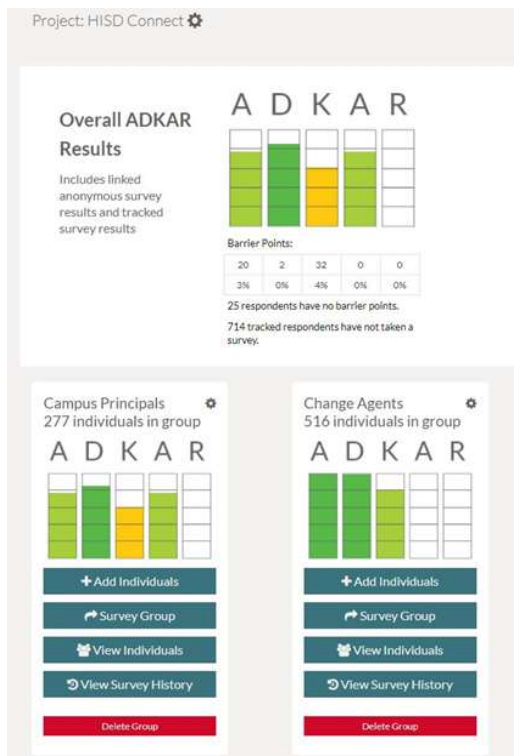 Project: HISD Connect
A D K A R
Overall ADKAR
Results
Includes linked
anonymous survey
results and tracked
survey results
Barrier Points:
20 2 32 0 0
3% 0% 4% 0% 0%
25 respondents have no barrier points.
714 tracked respondents have not taken a
survey.
Campus Principals
277 individuals in group
A D K A R
+ Add Individuals
Survey Group
View Individuals
View Survey History
Delete Group
Change Agents
516 individuals in group
A D K A R
+ Add Individuals
Survey Group
View Individuals
View Survey History
Delete Group